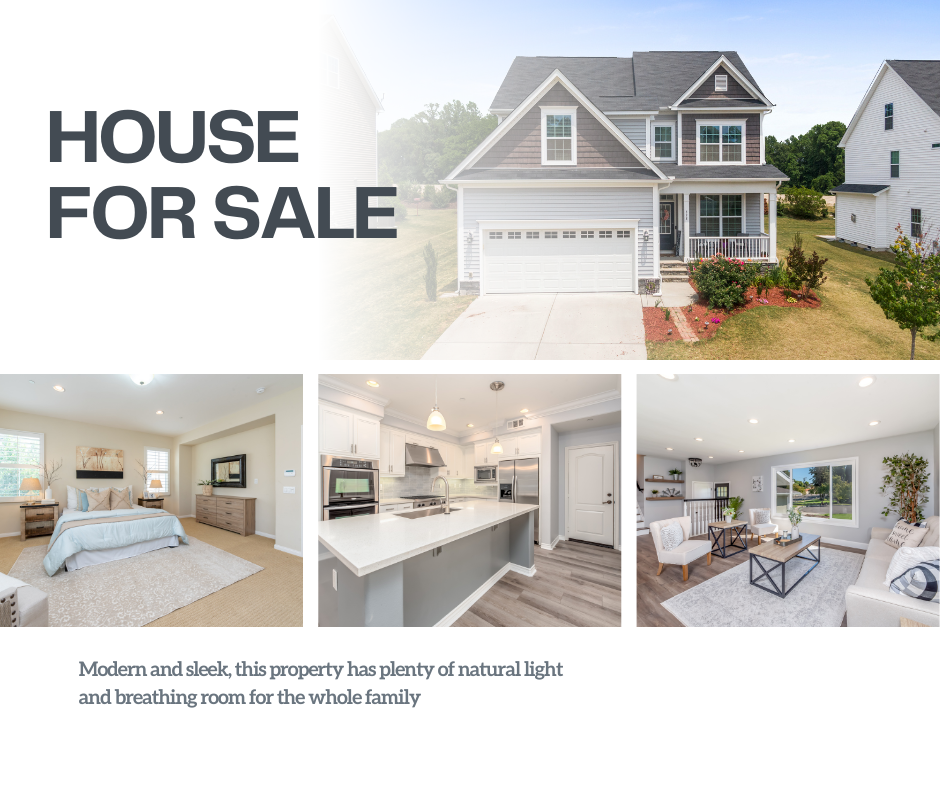 HOUSE
FOR SALE
Modern and sleek, this property has plenty of natural light
and breathing room for the whole family